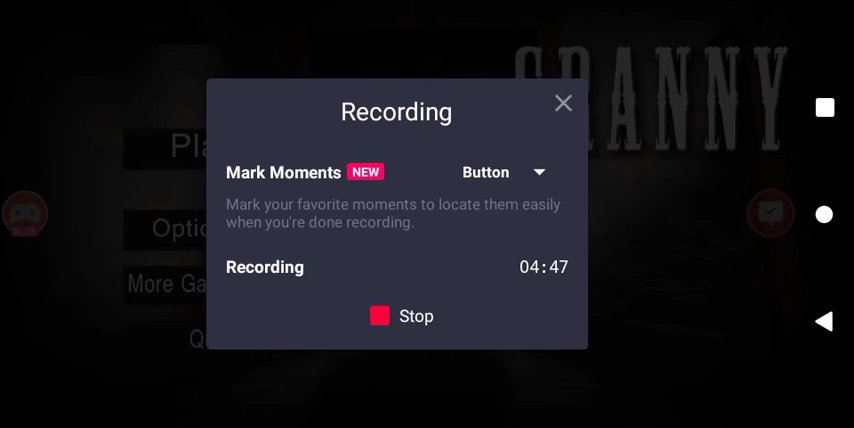 GRANNY
Recording
Mark Moments NEW Button
Mark your favorite moments to locate them easily
when you're done recording.
Recording 04:47
Stop
Pla
Optio
More Ga
Q